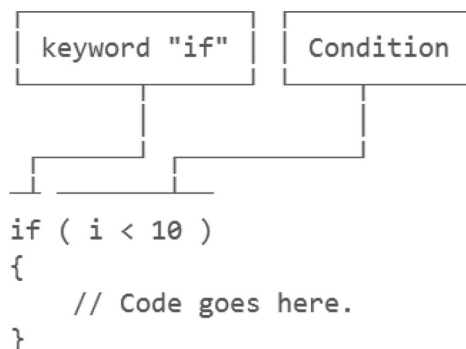 keyword "if" Condition
if ( i < 10 )
{
    // Code goes here.
}